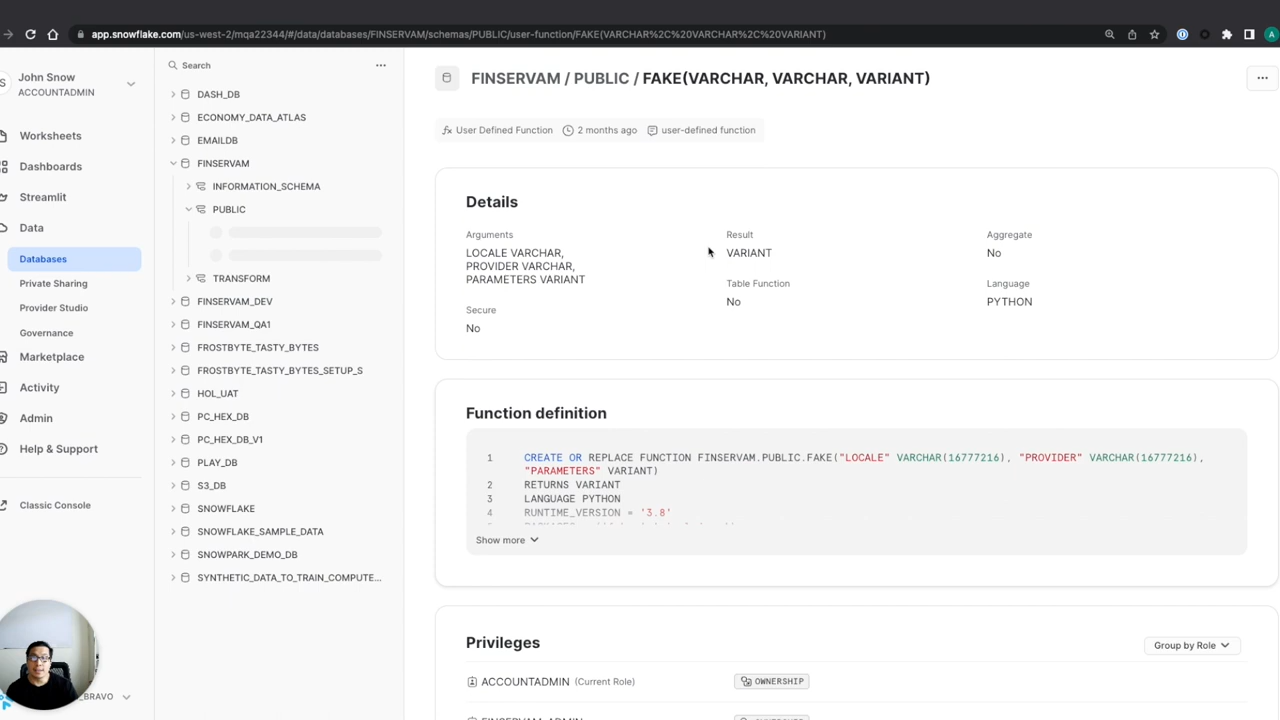 app.snowflake.com/us-west-2/mqa22344/#/data/databases/FINSERVAM/schemas/PUBLIC/user-function/FAKE(VARCHAR%2C%20VARCHAR%2C%20VARIANT)
A
S
John Snow
ACCOUNTADMIN
Worksheets
Dashboards
Streamlit
Data
Databases
Private Sharing
Provider Studio
Governance
Marketplace
Activity
Admin
Help & Support
Classic Console
BRAVO
Search
DASH_DB
ECONOMY_DATA_ATLAS
EMAILDB
FINSERVAM
INFORMATION_SCHEMA
PUBLIC
TRANSFORM
FINSERVAM_DEV
FINSERVAM_QA1
FROSTBYTE_TASTY_BYTES
FROSTBYTE_TASTY_BYTES_SETUP_S
HOL_UAT
PC_HEX_DB
PC_HEX_DB_V1
PLAY_DB
S3_DB
SNOWFLAKE
SNOWFLAKE_SAMPLE_DATA
SNOWPARK_DEMO_DB
SYNTHETIC_DATA_TO_TRAIN_COMPUTE...
FINSERVAM / PUBLIC / FAKE(VARCHAR, VARCHAR, VARIANT)
User Defined Function 2 months ago user-defined function
Details
Arguments
LOCALE VARCHAR,
PROVIDER VARCHAR,
PARAMETERS VARIANT
Result
VARIANT
Aggregate
No
Secure
No
Table Function
No
Language
PYTHON
Function definition
1 CREATE OR REPLACE FUNCTION FINSERVAM.PUBLIC.FAKE("LOCALE" VARCHAR(16777216), "PROVIDER" VARCHAR(16777216),
"PARAMETERS" VARIANT)
2 RETURNS VARIANT
3 LANGUAGE PYTHON
4 RUNTIME_VERSION = '3.8'
Show more
Privileges
Group by Role
ACCOUNTADMIN (Current Role) OWNERSHIP